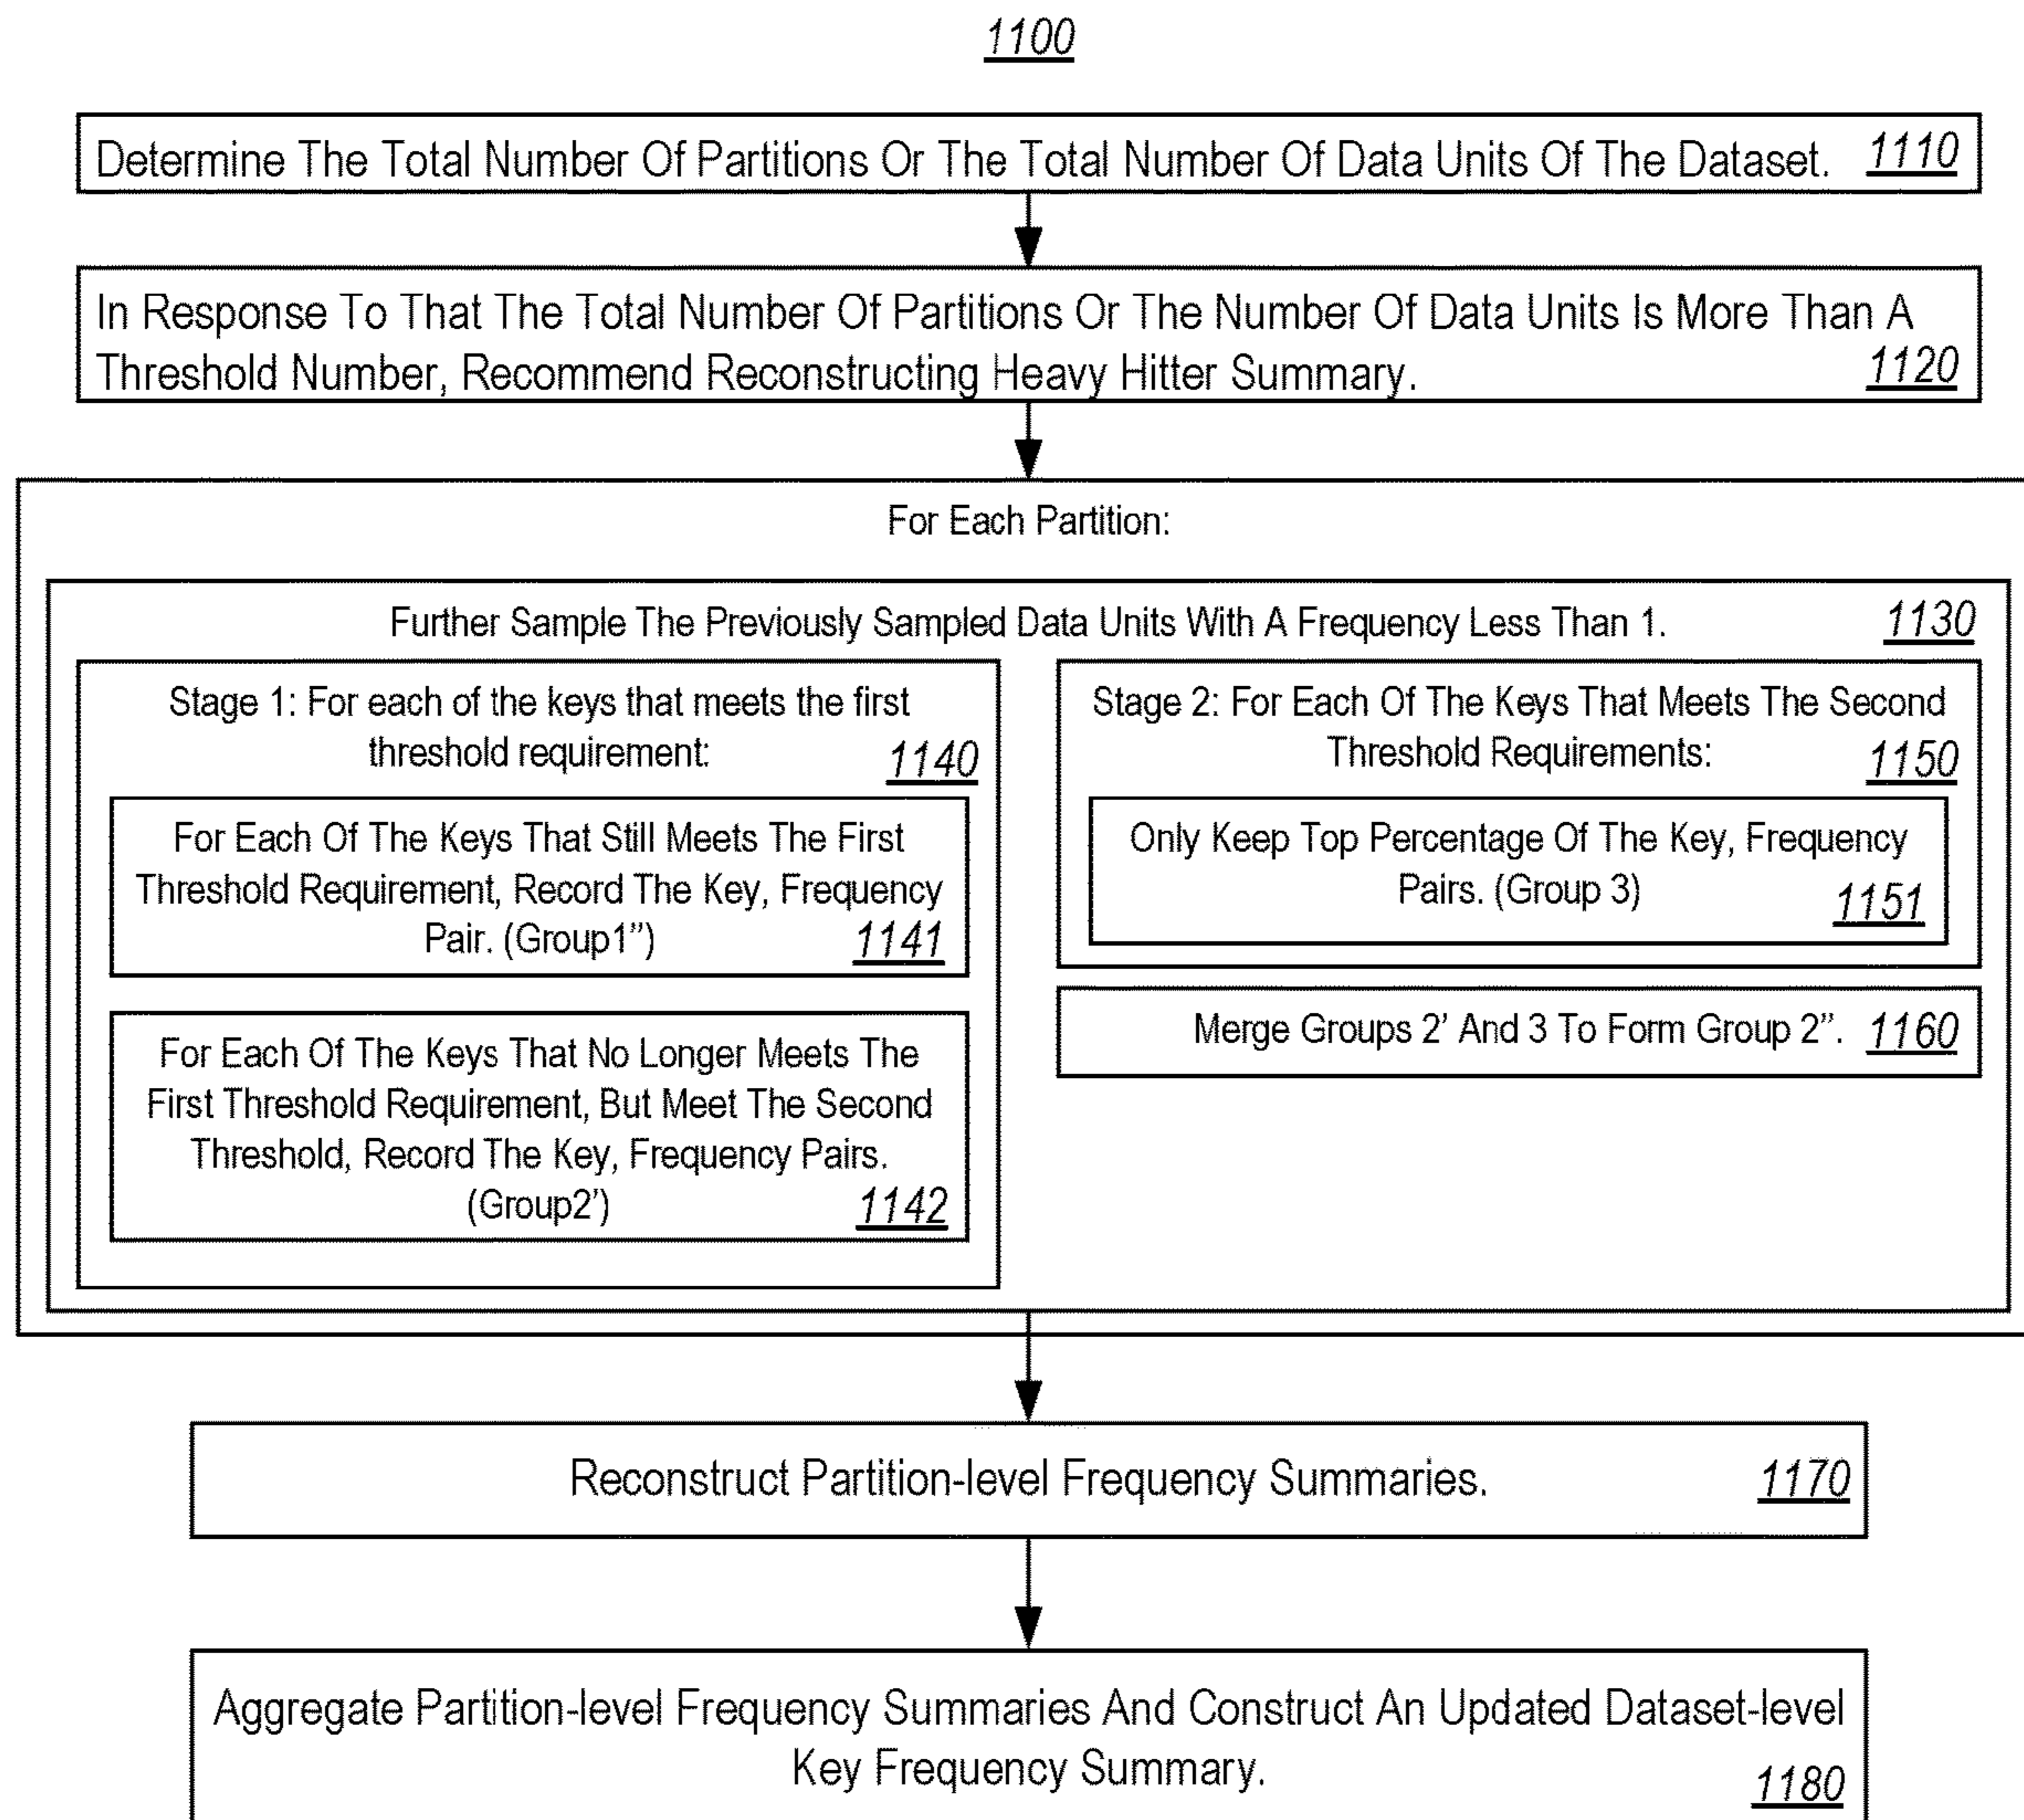 1100
Determine The Total Number Of Partitions Or The Total Number Of Data Units Of The Dataset. 1110
In Response To That The Total Number Of Partitions Or The Number Of Data Units Is More Than A
Threshold Number, Recommend Reconstructing Heavy Hitter Summary. 1120
For Each Partition:
Further Sample The Previously Sampled Data Units With A Frequency Less Than 1. 1130
Stage 1: For each of the keys that meets the first
threshold requirement: 1140
For Each Of The Keys That Still Meets The First
Threshold Requirement, Record The Key, Frequency
Pair. (Group1”) 1141
For Each Of The Keys That No Longer Meets The
First Threshold Requirement, But Meet The Second
Threshold, Record The Key, Frequency Pairs.
(Group2’) 1142
Stage 2: For Each Of The Keys That Meets The Second
Threshold Requirements: 1150
Only Keep Top Percentage Of The Key, Frequency
Pairs. (Group 3) 1151
Merge Groups 2’ And 3 To Form Group 2”. 1160
Reconstruct Partition-level Frequency Summaries. 1170
Aggregate Partition-level Frequency Summaries And Construct An Updated Dataset-level
Key Frequency Summary. 1180